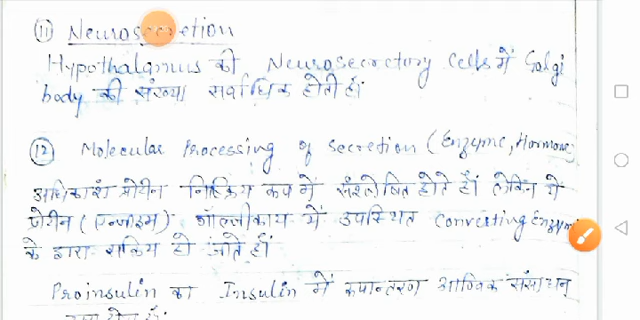 (11) Neurosecretion
Hypothalamus की Neurosecretory Cells में Golgi
body की संख्या सर्वाधिक होती है।
(12) Molecular Processing of Secretion (Enzyme, Hormone)
अधिकांश प्रोटीन निष्क्रिय रूप में संश्लेषित होते हैं। लेकिन ये
प्रोटीन (एन्जाइम) गॉल्जीकाय में उपस्थित Converting Enzyme
के द्वारा सक्रिय हो जाते हैं।
Proinsulin का Insulin में रूपान्तरण आण्विक संसाधन